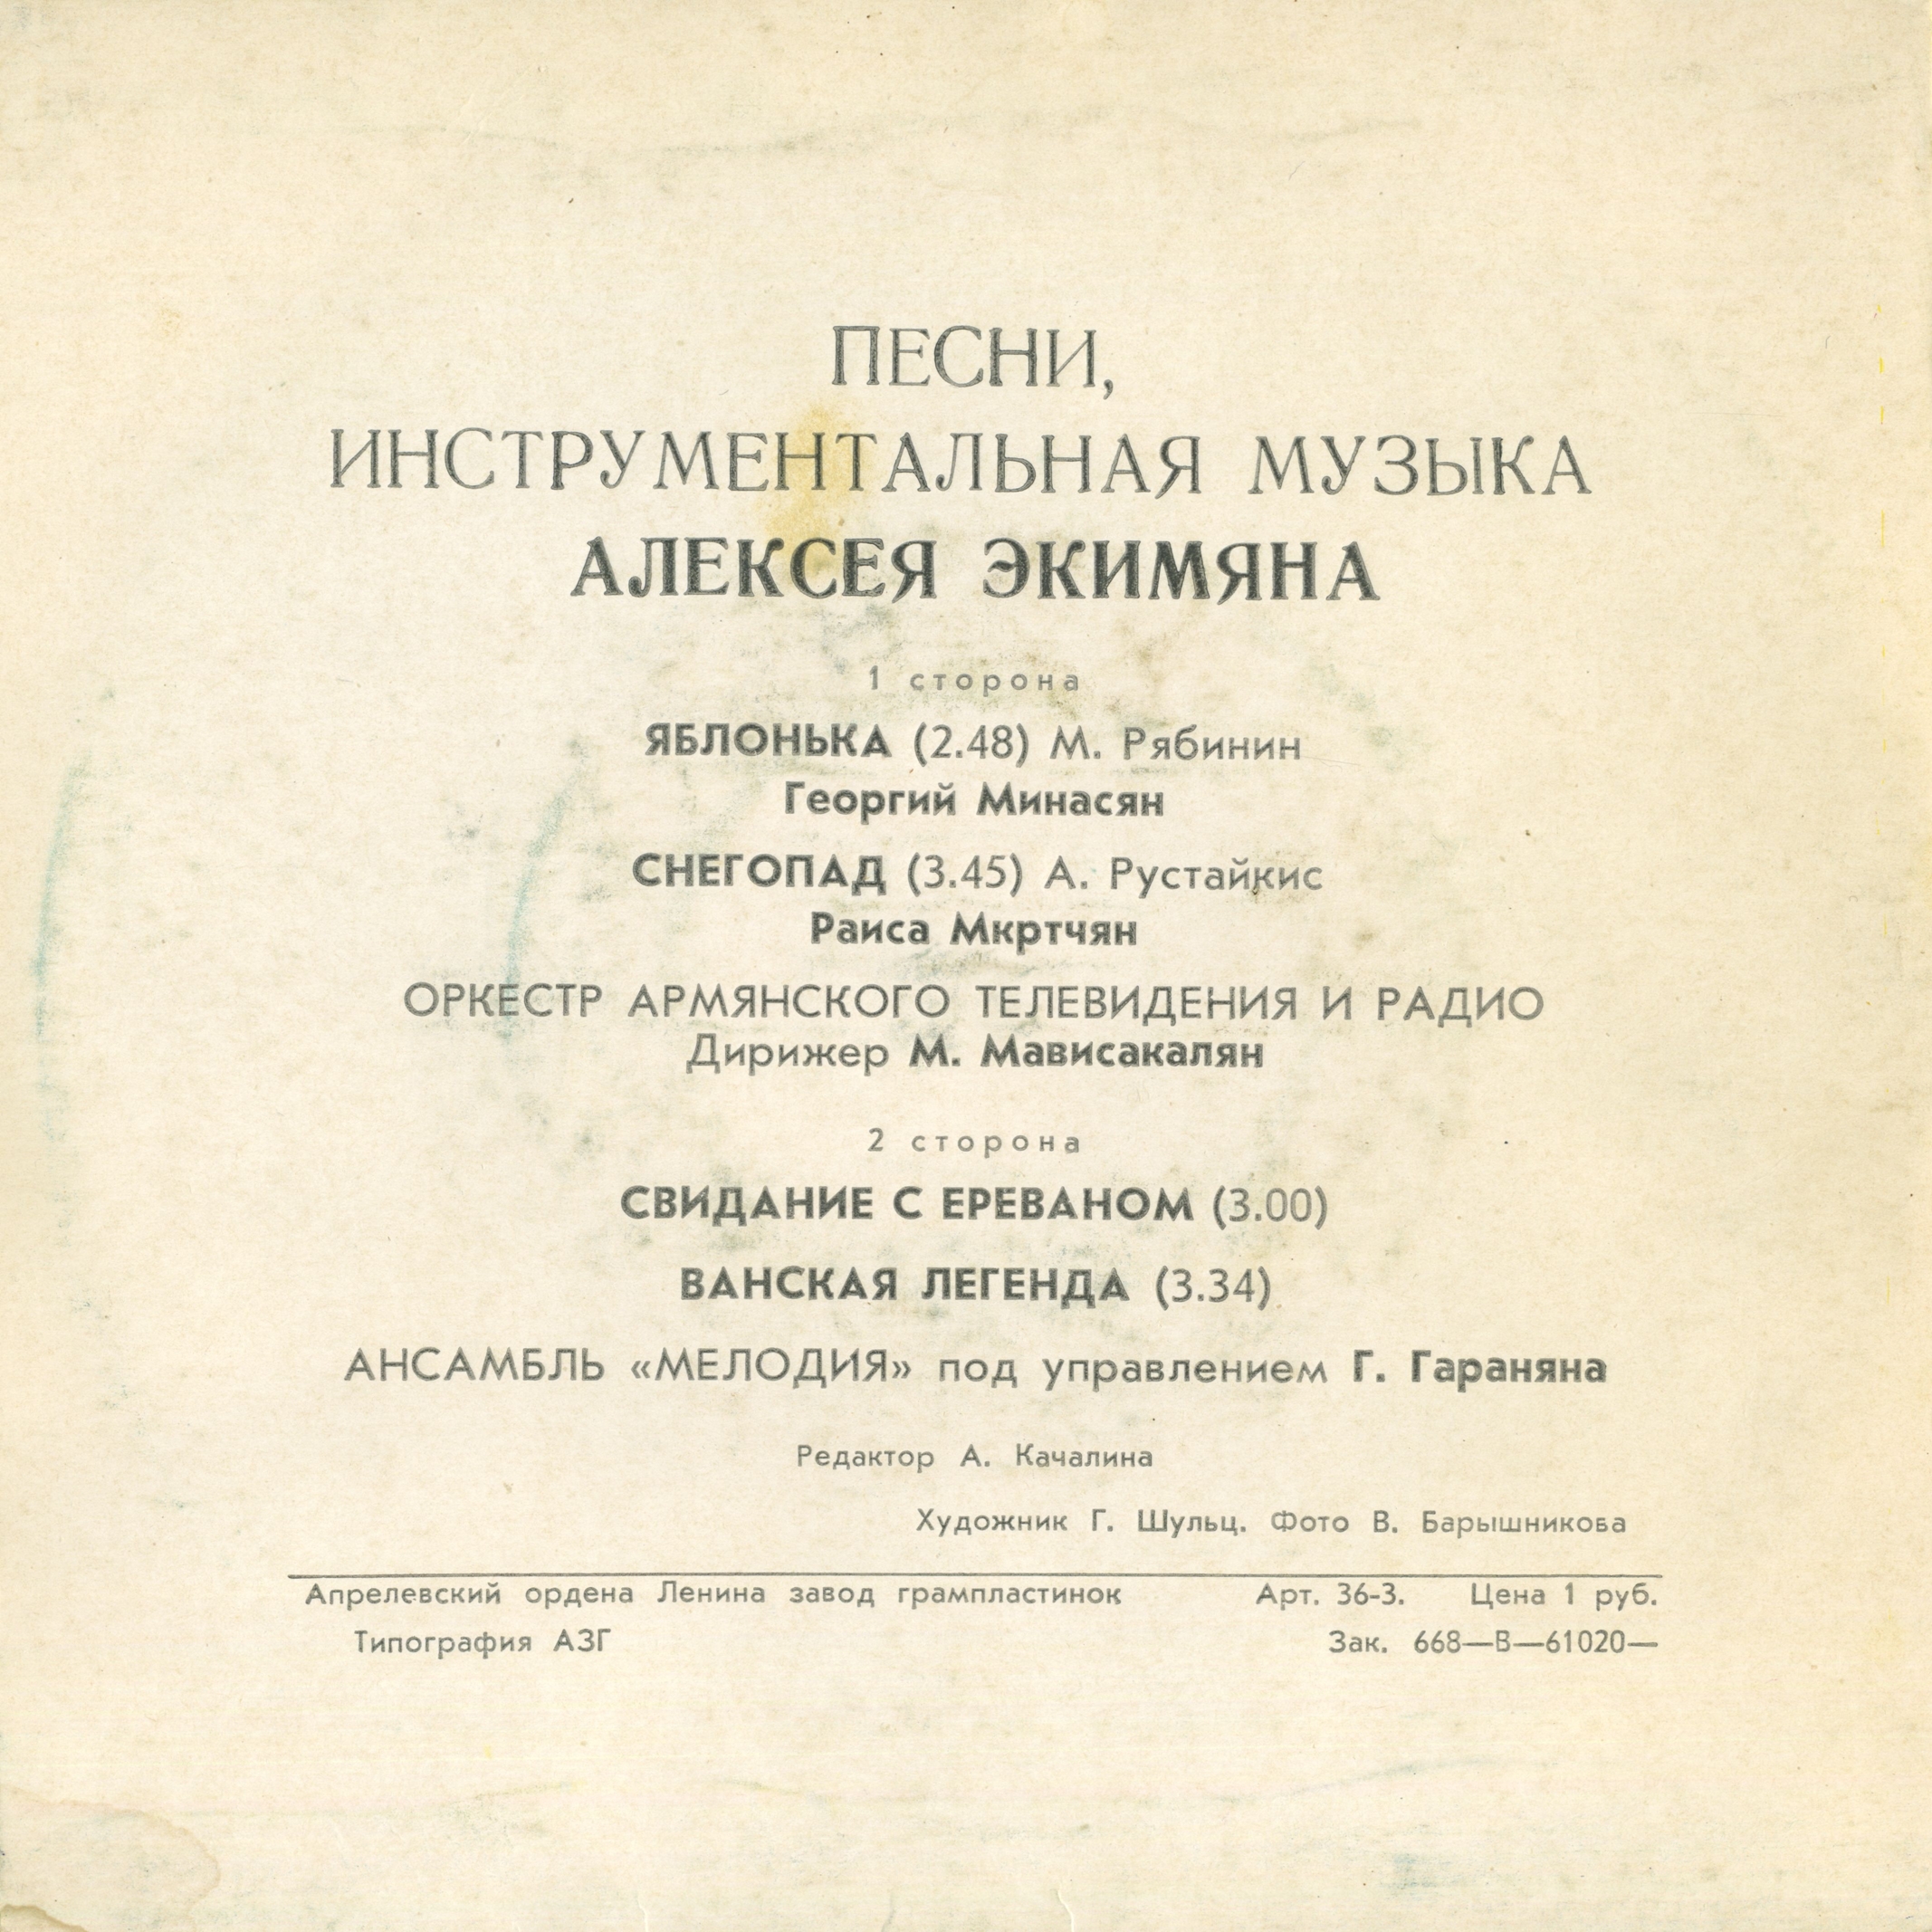 ПЕСНИ,
ИНСТРУМЕНТАЛЬНАЯ МУЗЫКА
АЛЕКСЕЯ ЭКИМЯНА
1 сторона
ЯБЛОНЬКА (2.48) М. Рябинин
Георгий Минасян
СНЕГОПАД (3.45) А. Рустайкис
Раиса Мкртчян
ОРКЕСТР АРМЯНСКОГО ТЕЛЕВИДЕНИЯ И РАДИО
Дирижер М. Мависакалян
2 сторона
СВИДАНИЕ С ЕРЕВАНОМ (3.00)
ВАНСКАЯ ЛЕГЕНДА (3.34)
АНСАМБЛЬ «МЕЛОДИЯ» под управлением Г. Гараняна
Редактор А. Качалина
Художник Г. Шульц. Фото В. Барышникова
Апрелевский ордена Ленина завод грампластинок Арт. 36-3. Цена 1 руб.
Типография АЗГ Зак. 668—В—61020—